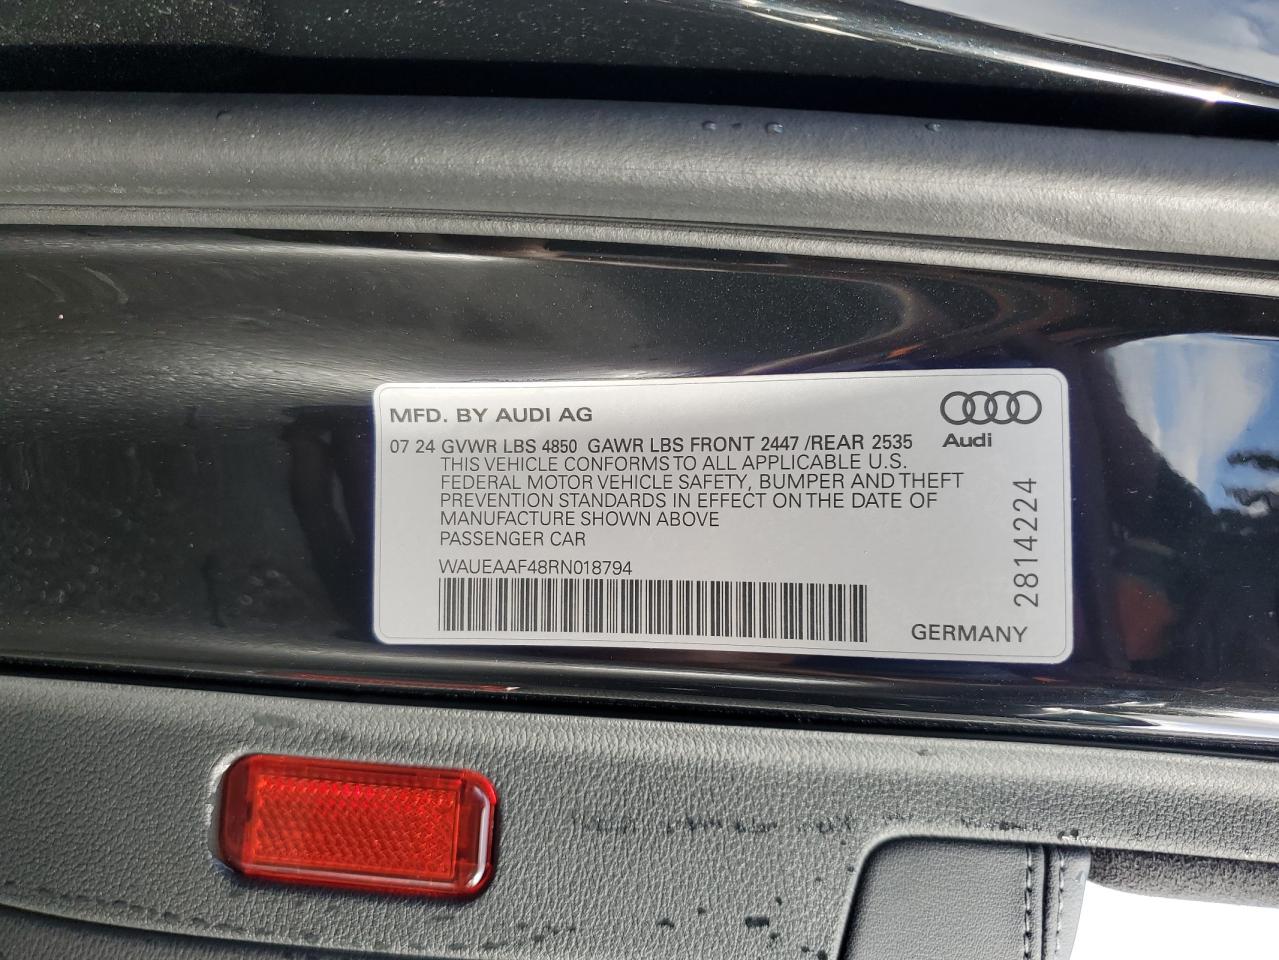 MFD. BY AUDI AG
Audi
07 24 GVWR LBS 4850 GAWR LBS FRONT 2447 /REAR 2535
THIS VEHICLE CONFORMS TO ALL APPLICABLE U.S.
FEDERAL MOTOR VEHICLE SAFETY, BUMPER AND THEFT
PREVENTION STANDARDS IN EFFECT ON THE DATE OF
MANUFACTURE SHOWN ABOVE
PASSENGER CAR
WAUEAAF48RN018794
2814224
GERMANY